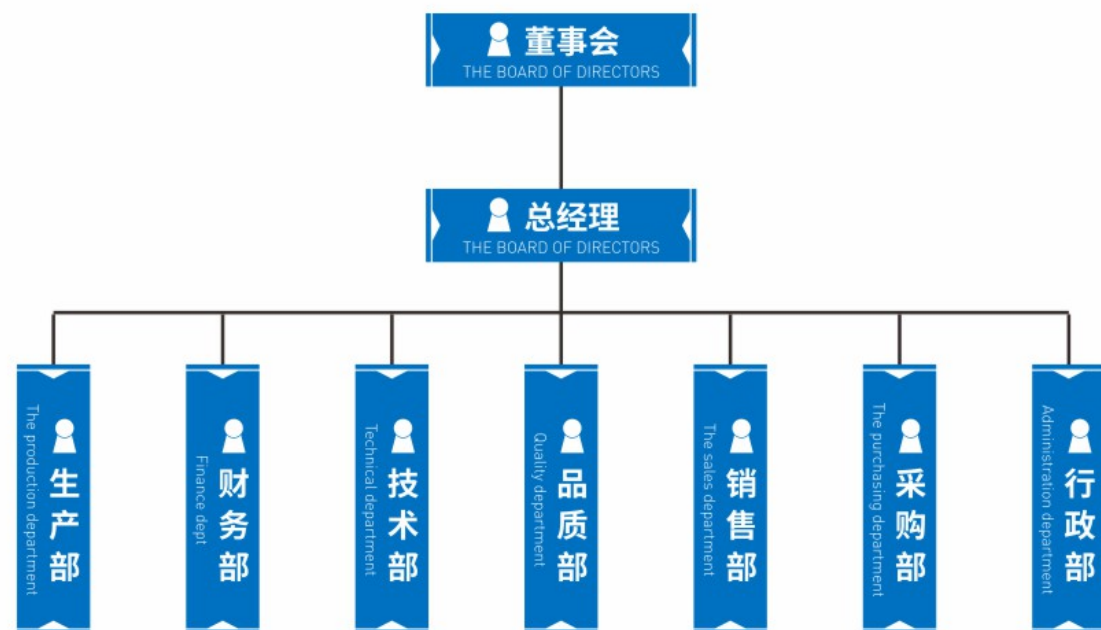 董事会
THE BOARD OF DIRECTORS
总经理
THE BOARD OF DIRECTORS
生产部
The production department
财务部
Finance dept
技术部
Technical department
品质部
Quality department
销售部
The sales department
采购部
The purchasing department
行政部
Administration department